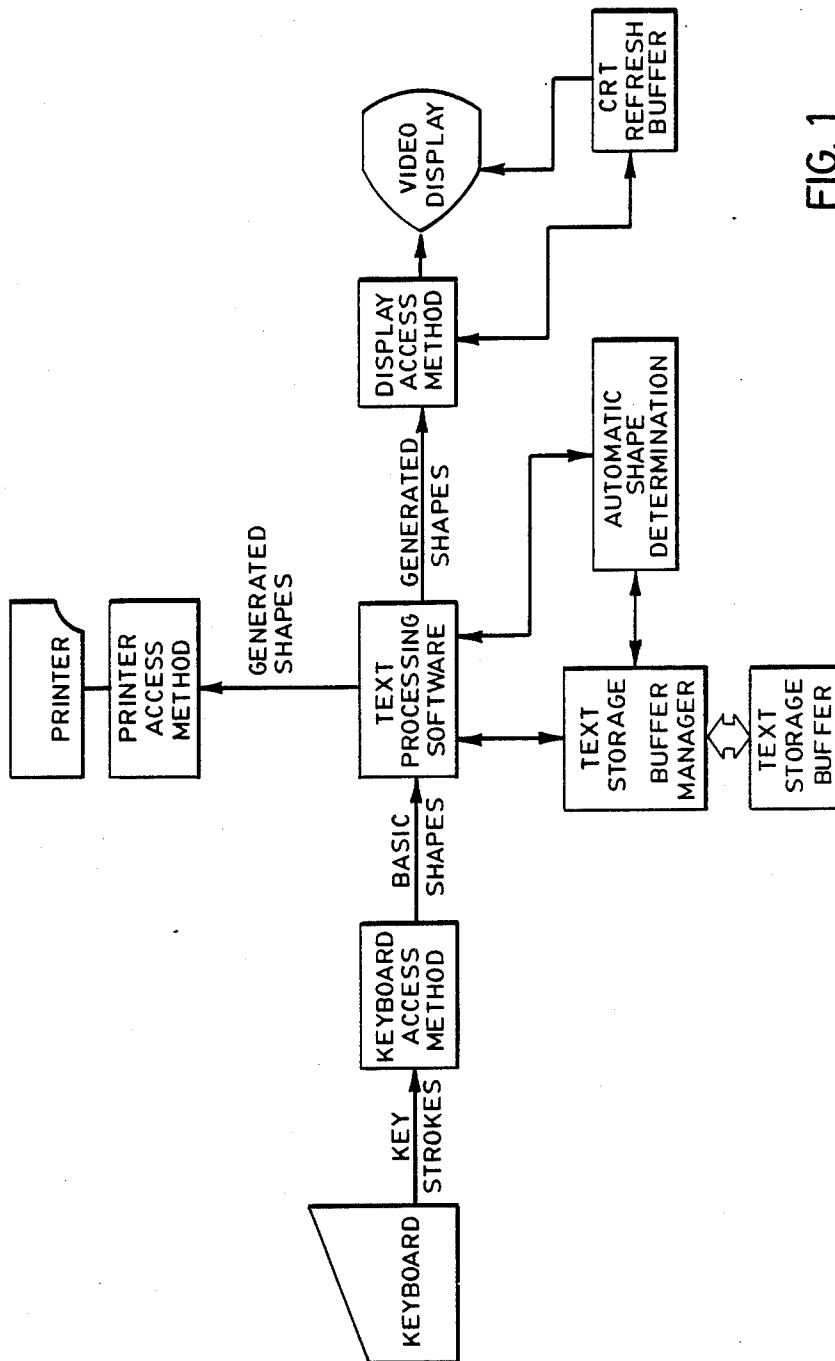 PRINTER
PRINTER
ACCESS
METHOD
GENERATED
SHAPES
KEYBOARD
KEY
STROKES
KEYBOARD
ACCESS
METHOD
BASIC
SHAPES
TEXT
PROCESSING
SOFTWARE
GENERATED
SHAPES
DISPLAY
ACCESS
METHOD
VIDEO
DISPLAY
TEXT
STORAGE
BUFFER
MANAGER
AUTOMATIC
SHAPE
DETERMINATION
CRT
REFRESH
BUFFER
TEXT
STORAGE
BUFFER
FIG. 1